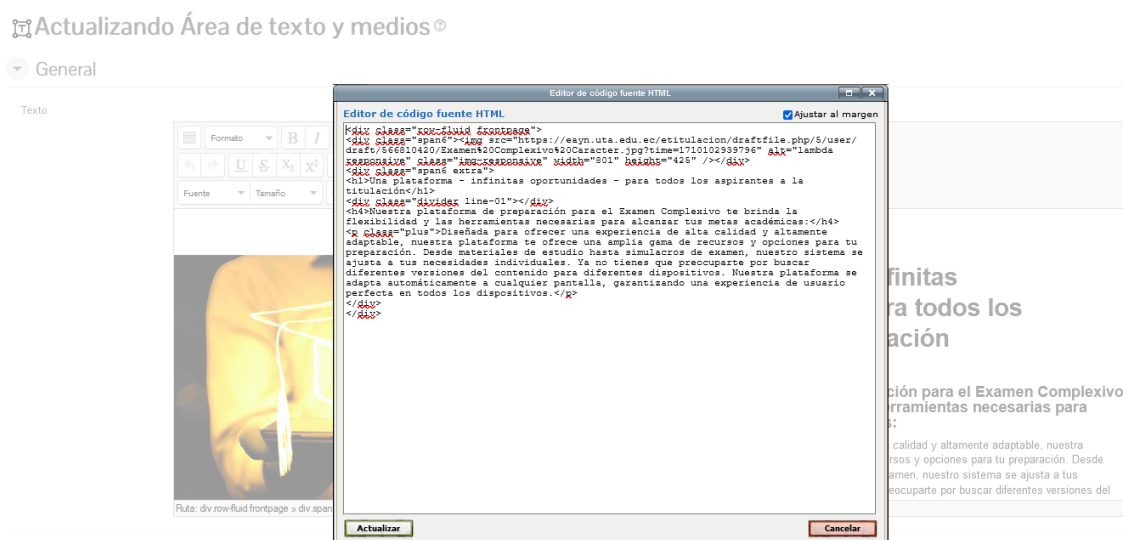 Actualizando Área de texto y medios
General
Texto
Formato
B I
U S X₂ X²
Fuente Tamaño
Editor de código fuente HTML
Editor de código fuente HTML
Ajustar al margen
<div class="row-fluid frontpage">
<div class="span6"><img src="https://eayn.uta.edu.ec/etitulacion/draftfile.php/5/user/
draft/566810420/Examen%20Complexivo%20Caracter.jpg?time=1710102939796" alt="lambda
responsive" class="img-responsive" width="801" height="425" /></div>
<div class="span6 extra">
<h1>Una plataforma - infinitas oportunidades - para todos los aspirantes a la
titulación</h1>
<div class="divider line-01"></div>
<h4>Nuestra plataforma de preparación para el Examen Complexivo te brinda la
flexibilidad y las herramientas necesarias para alcanzar tus metas académicas:</h4>
<p class="plus">Diseñada para ofrecer una experiencia de alta calidad y altamente
adaptable, nuestra plataforma te ofrece una amplia gama de recursos y opciones para tu
preparación. Desde materiales de estudio hasta simulacros de examen, nuestro sistema se
ajusta a tus necesidades individuales. Ya no tienes que preocuparte por buscar
diferentes versiones del contenido para diferentes dispositivos. Nuestra plataforma se
adapta automáticamente a cualquier pantalla, garantizando una experiencia de usuario
perfecta en todos los dispositivos.</p>
</div>
</div>
finitas
ra todos los
ación
ción para el Examen Complexivo
rramientas necesarias para
s:
calidad y altamente adaptable, nuestra
rsos y opciones para tu preparación. Desde
amen, nuestro sistema se ajusta a tus
eocuparte por buscar diferentes versiones del
Ruta: div.row-fluid frontpage » div.span
Actualizar
Cancelar